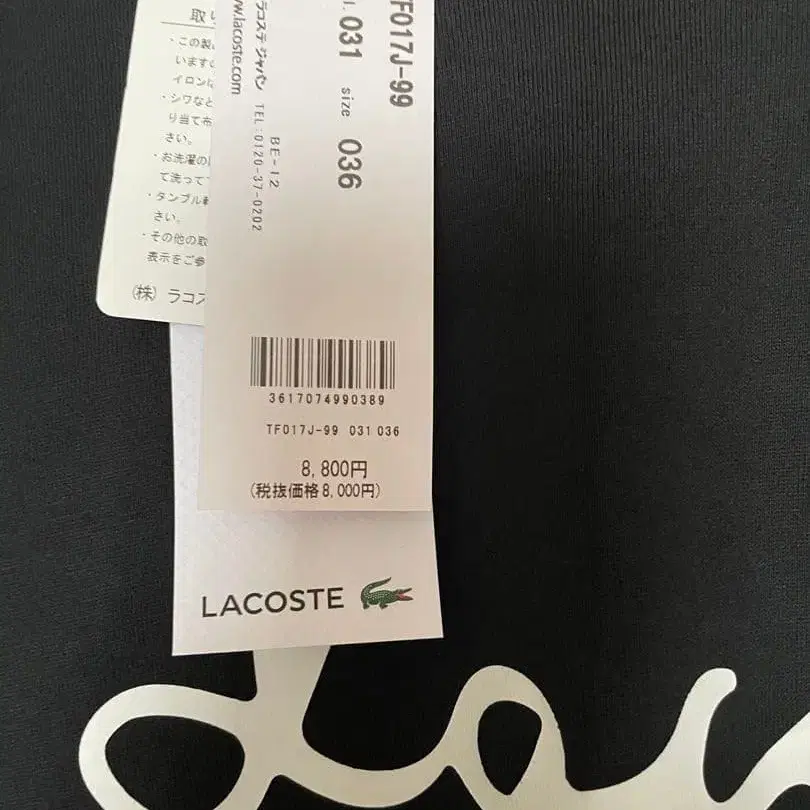 取り
・この製
います
イロン
・シワなと
り当て布
さい。
・お洗濯の
て洗って
・タンブル
さい。
・その他の取
表示をご参
(株) ラコス
TF017J-99
031 size 036
ラコステ ジャパン
www.lacoste.com
BE-12
TEL:0120-37-0202
3617074990389
TF017J-99 031 036
8,800円
(税抜価格8,000円)
LACOSTE